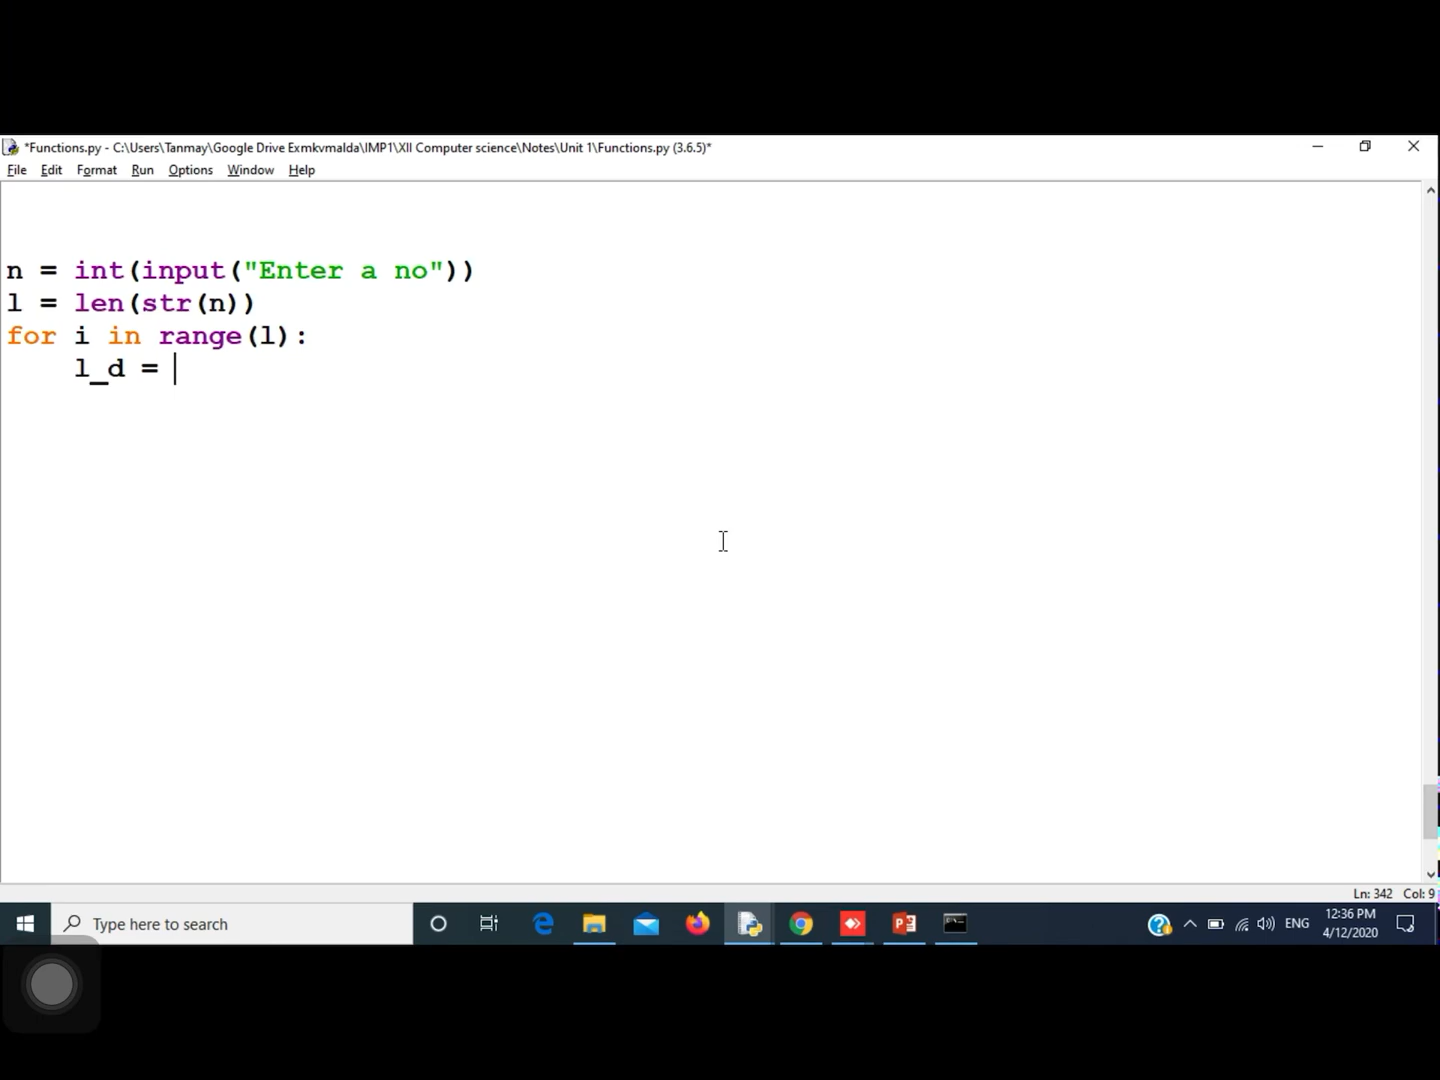 *Functions.py - C:\Users\Tanmay\Google Drive Exmkvmalda\IMP1\XII Computer science\Notes\Unit 1\Functions.py (3.6.5)*
File Edit Format Run Options Window Help
n = int(input("Enter a no"))
l = len(str(n))
for i in range(l):
    l_d =
Ln: 342 Col: 9
Type here to search
ENG
12:36 PM
4/12/2020